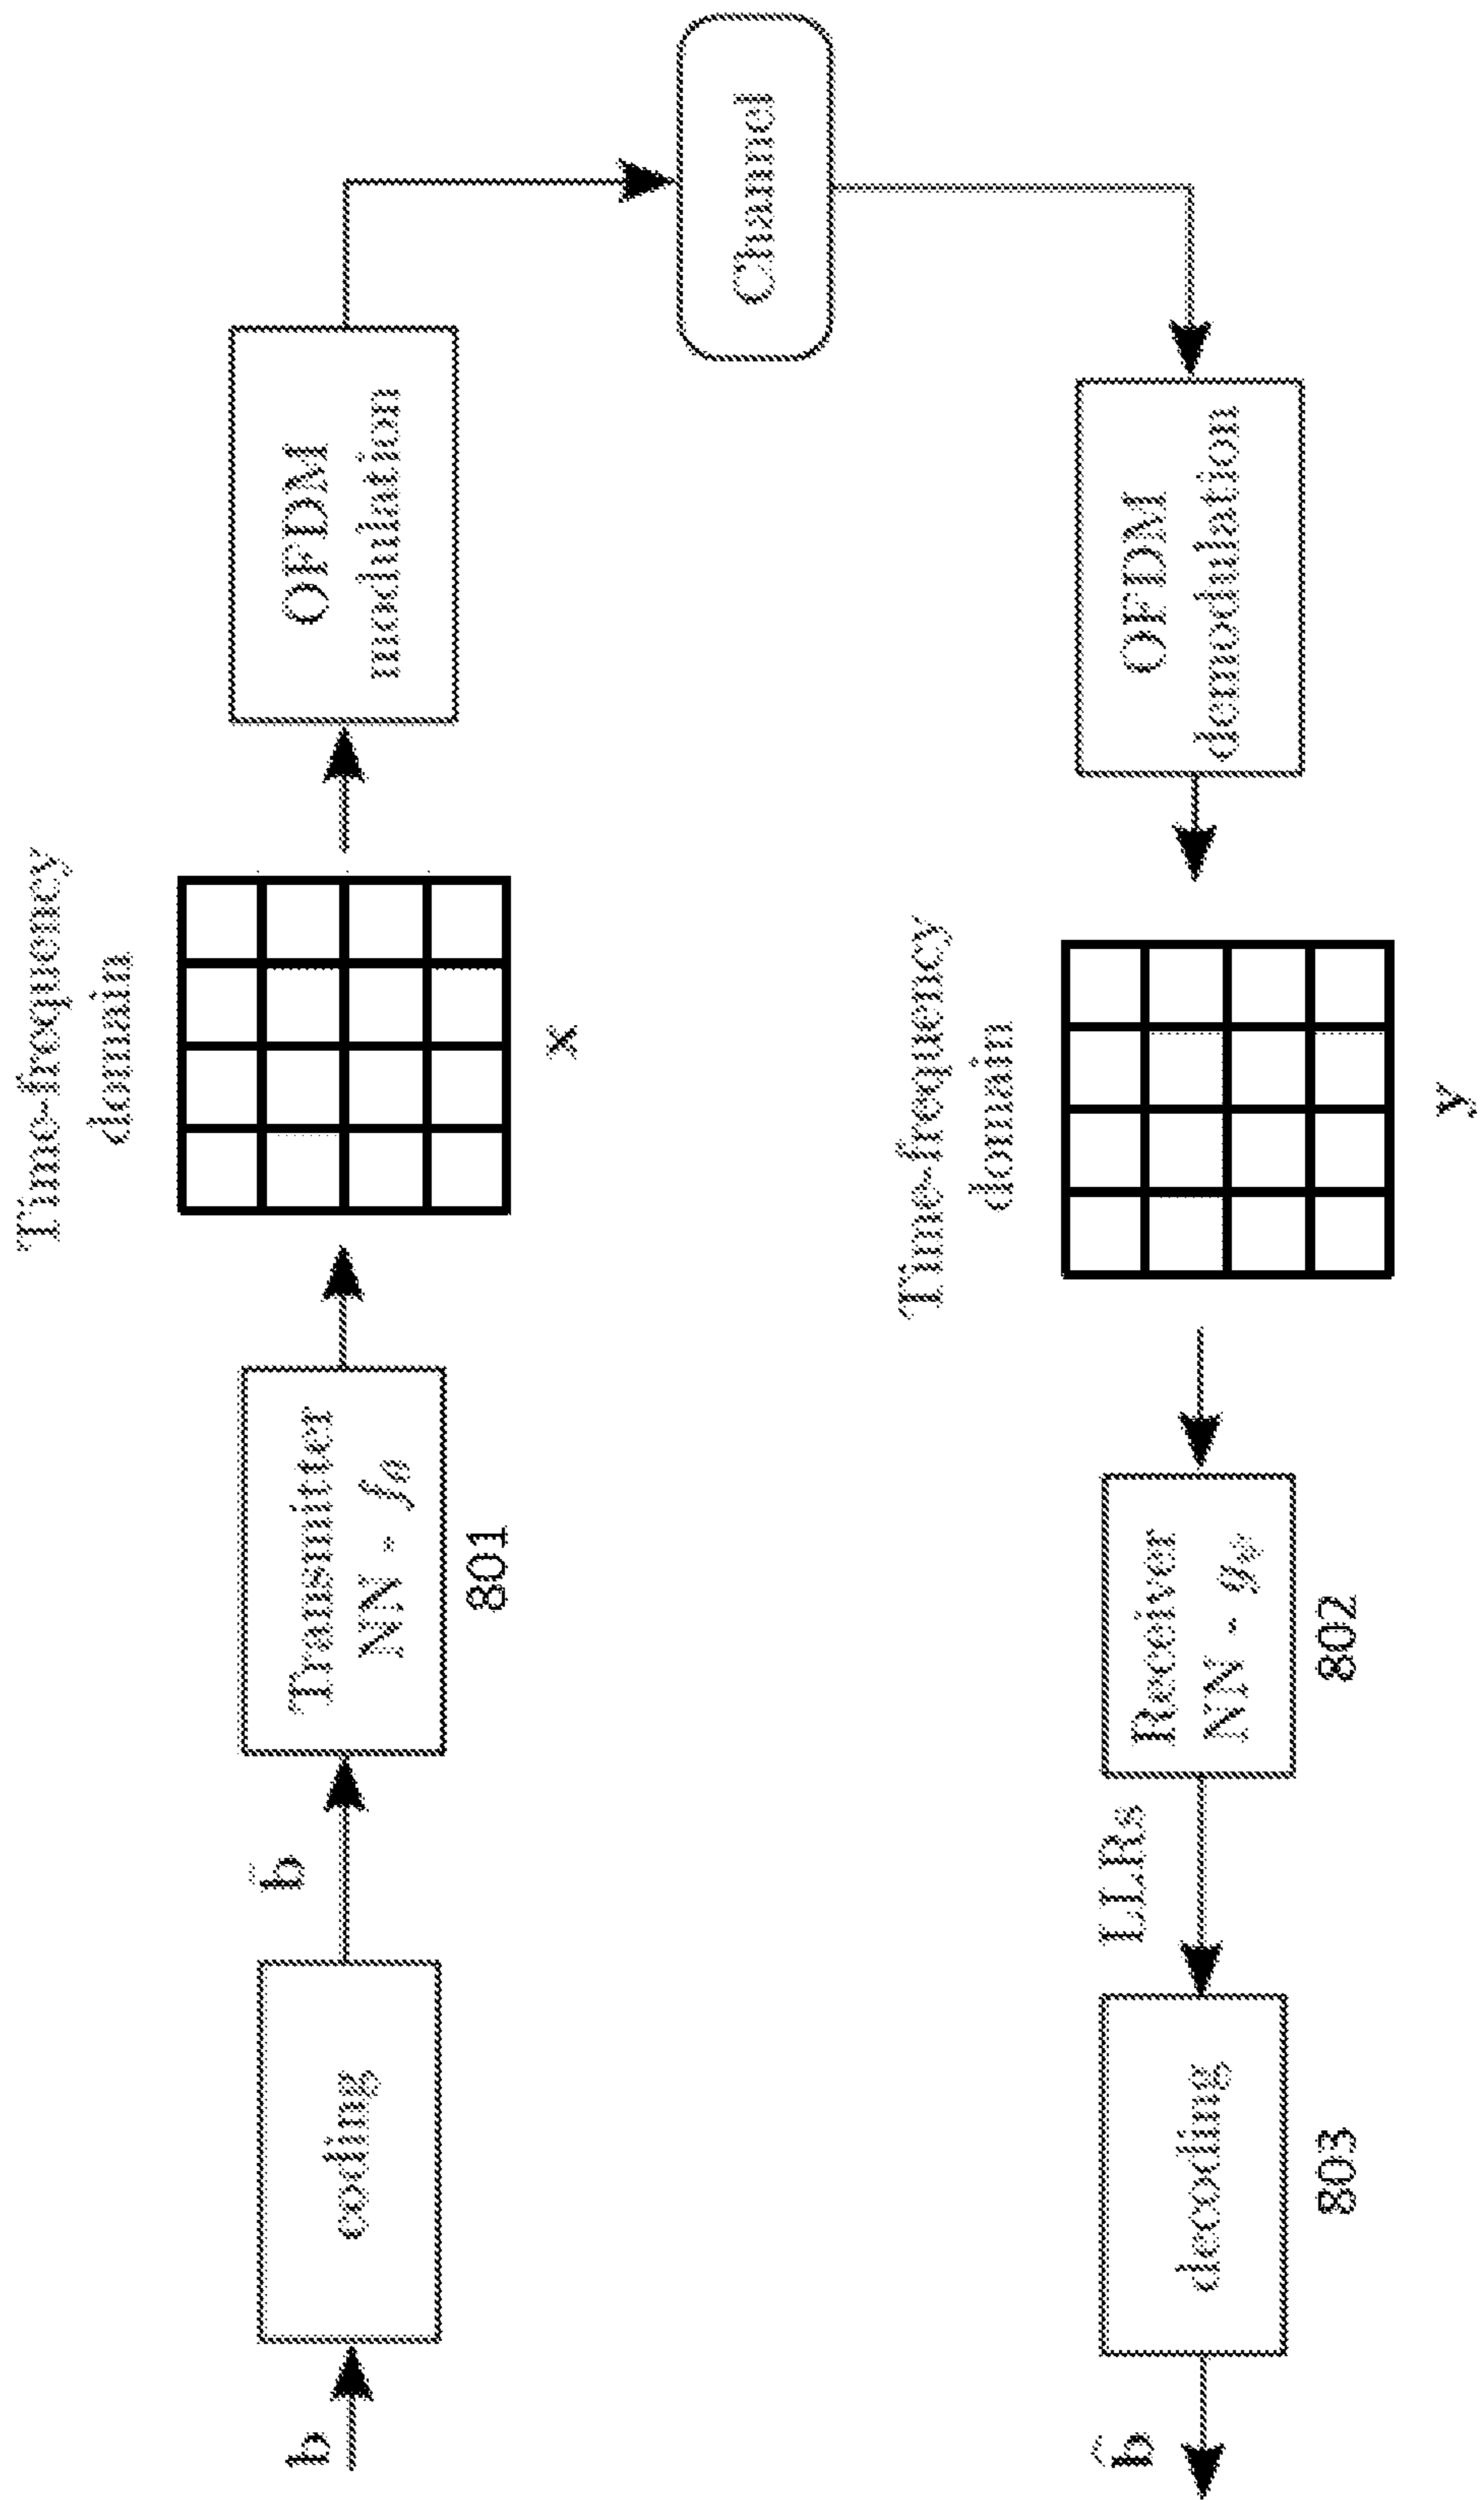 b
coding
b̃
Transmitter
NN - fθ
801
Time-frequency
domain
x
OFDM
modulation
Channel
OFDM
demodulation
Time-frequency
domain
y
Receiver
NN - gψ
802
LLRs
decoding
803
b̂